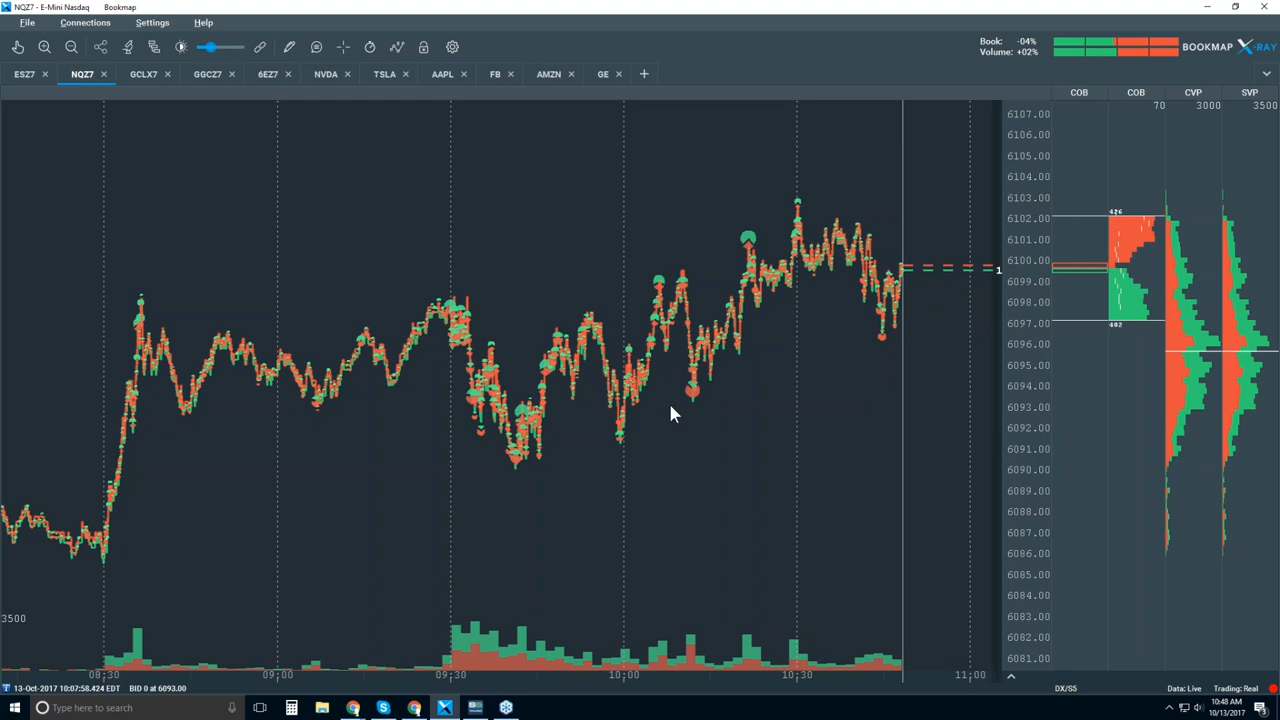 NQZ7 - E-Mini Nasdaq Bookmap
File Connections Settings Help
Book: -04%
Volume: +02%
BOOKMAP X-RAY
ESZ7 NQZ7 GCLX7 GGCZ7 6EZ7 NVDA TSLA AAPL FB AMZN GE
COB COB CVP SVP
70 3000 3500
6107.00
6106.00
6105.00
6104.00
6103.00
6102.00
6101.00
6100.00
6099.00
6098.00
6097.00
6096.00
6095.00
6094.00
6093.00
6092.00
6091.00
6090.00
6089.00
6088.00
6087.00
6086.00
6085.00
6084.00
6083.00
6082.00
6081.00
426
1
402
3500
08:30 09:00 09:30 10:00 10:30 11:00
13-Oct-2017 10:07:58.424 EDT BID 0 at 6093.00
DX/S5 Data: Live Trading: Real
Type here to search
10:48 AM
10/13/2017
3